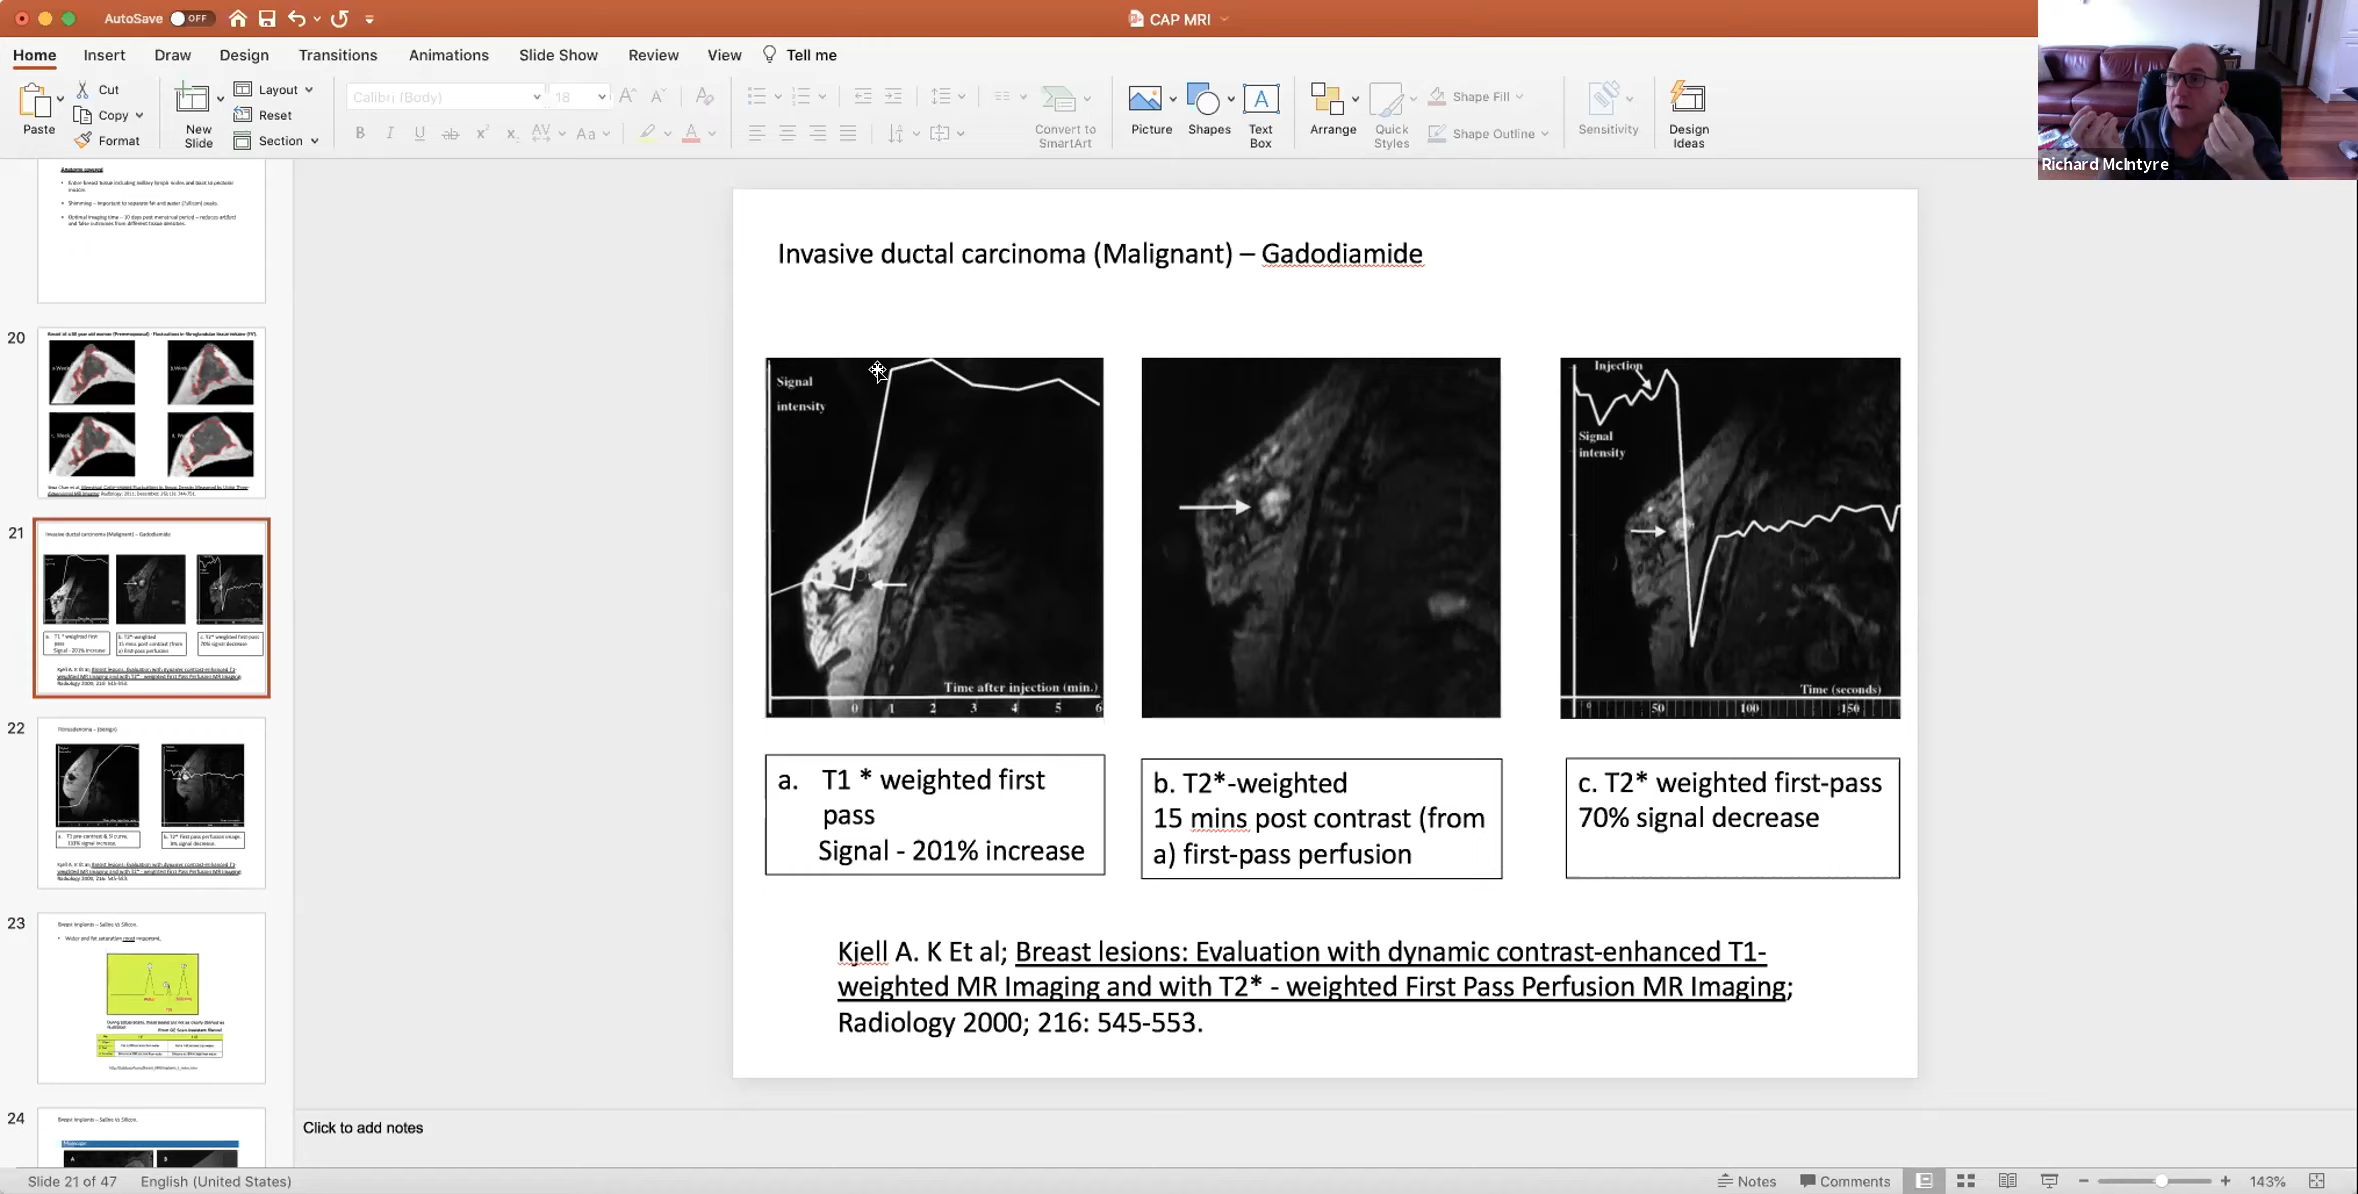 AutoSave OFF
CAP MRI
Home Insert Draw Design Transitions Animations Slide Show Review View Tell me
Paste
Cut
Copy
Format
New Slide
Layout
Reset
Section
Calibri (Body) 18
Convert to SmartArt
Picture
Shapes
Text Box
Arrange
Quick Styles
Shape Fill
Shape Outline
Sensitivity
Design Ideas
Richard McIntyre
20
21
22
23
24
Invasive ductal carcinoma (Malignant) – Gadodiamide
Signal
intensity
Time after injection (min.)
0 1 2 3 4 5 6
Injection
Signal
intensity
Time (seconds)
0 50 100 150
a. T1 * weighted first
pass
Signal - 201% increase
b. T2*-weighted
15 mins post contrast (from
a) first-pass perfusion
c. T2* weighted first-pass
70% signal decrease
Kjell A. K Et al; Breast lesions: Evaluation with dynamic contrast-enhanced T1-
weighted MR Imaging and with T2* - weighted First Pass Perfusion MR Imaging;
Radiology 2000; 216: 545-553.
Click to add notes
Slide 21 of 47 English (United States)
Notes Comments 143%